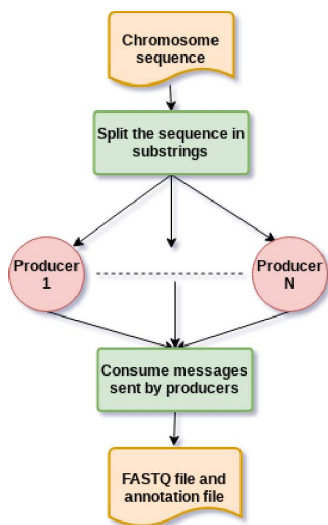 Chromosome
sequence
Split the sequence in
substrings
Producer
1
Producer
N
Consume messages
sent by producers
FASTQ file and
annotation file